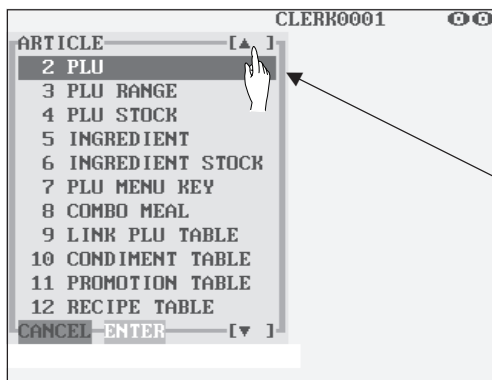 CLERK0001
ARTICLE [▲ ]
2 PLU
3 PLU RANGE
4 PLU STOCK
5 INGREDIENT
6 INGREDIENT STOCK
7 PLU MENU KEY
8 COMBO MEAL
9 LINK PLU TABLE
10 CONDIMENT TABLE
11 PROMOTION TABLE
12 RECIPE TABLE
CANCEL ENTER [▼ ]